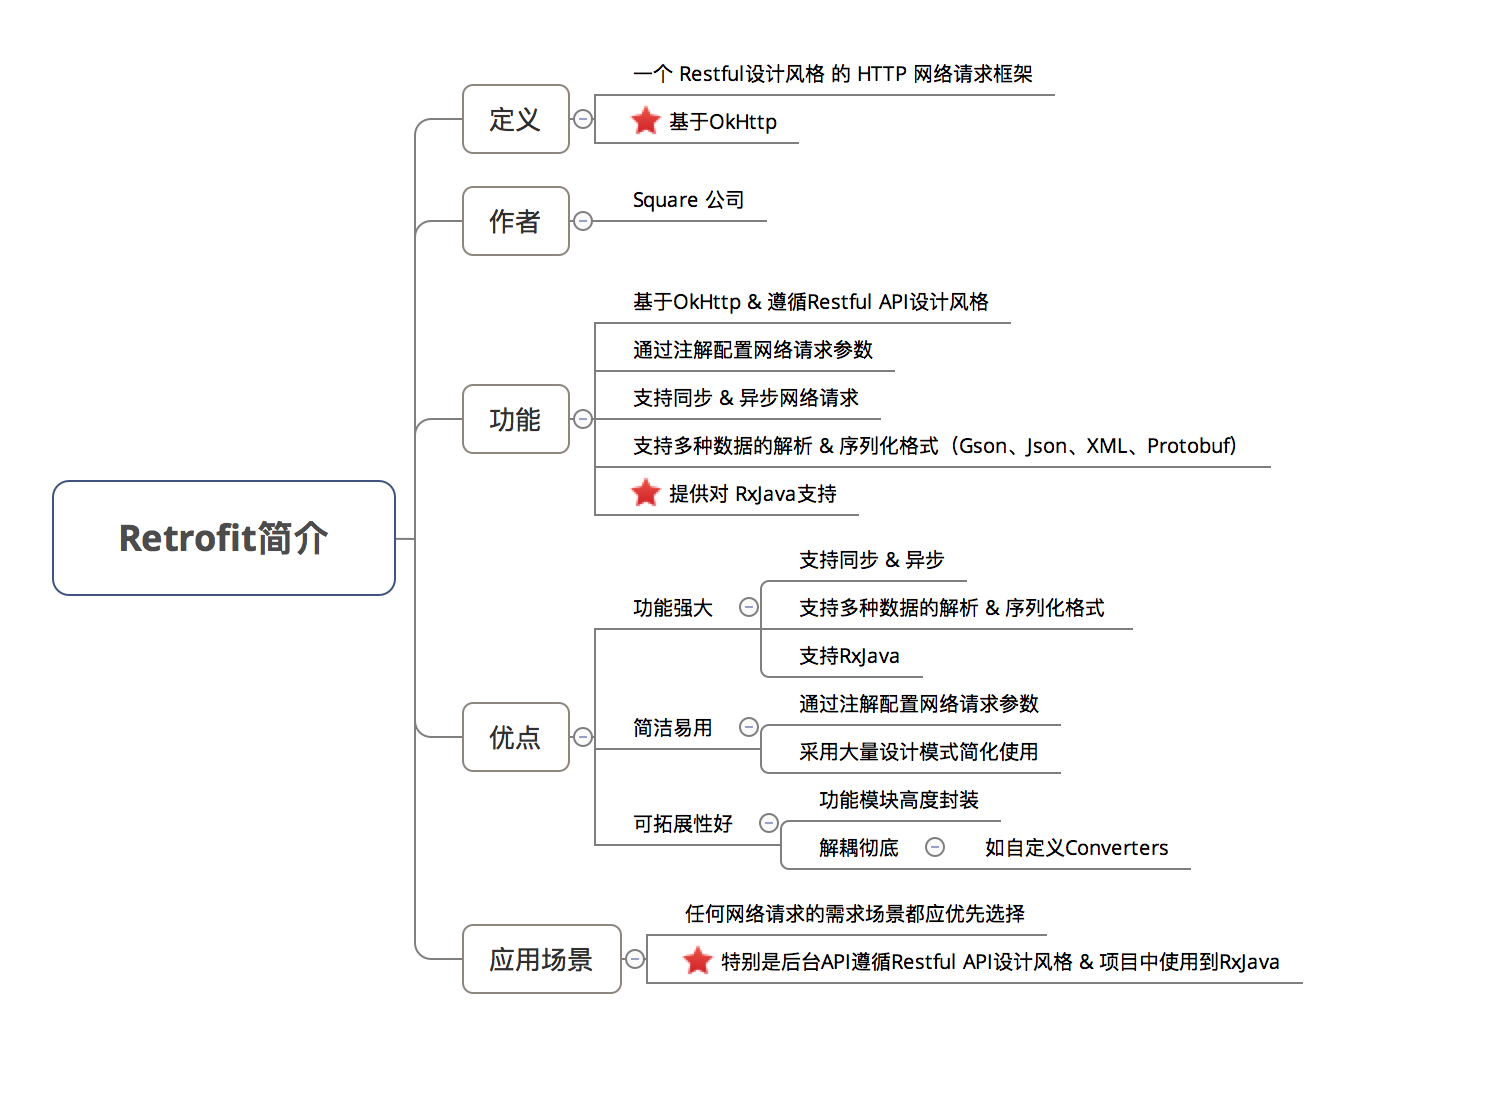 Retrofit简介
定义
一个 Restful设计风格 的 HTTP 网络请求框架
基于OkHttp
作者
Square 公司
功能
基于OkHttp & 遵循Restful API设计风格
通过注解配置网络请求参数
支持同步 & 异步网络请求
支持多种数据的解析 & 序列化格式（Gson、Json、XML、Protobuf）
提供对 RxJava支持
优点
功能强大
支持同步 & 异步
支持多种数据的解析 & 序列化格式
支持RxJava
简洁易用
通过注解配置网络请求参数
采用大量设计模式简化使用
可拓展性好
功能模块高度封装
解耦彻底
如自定义Converters
应用场景
任何网络请求的需求场景都应优先选择
特别是后台API遵循Restful API设计风格 & 项目中使用到RxJava